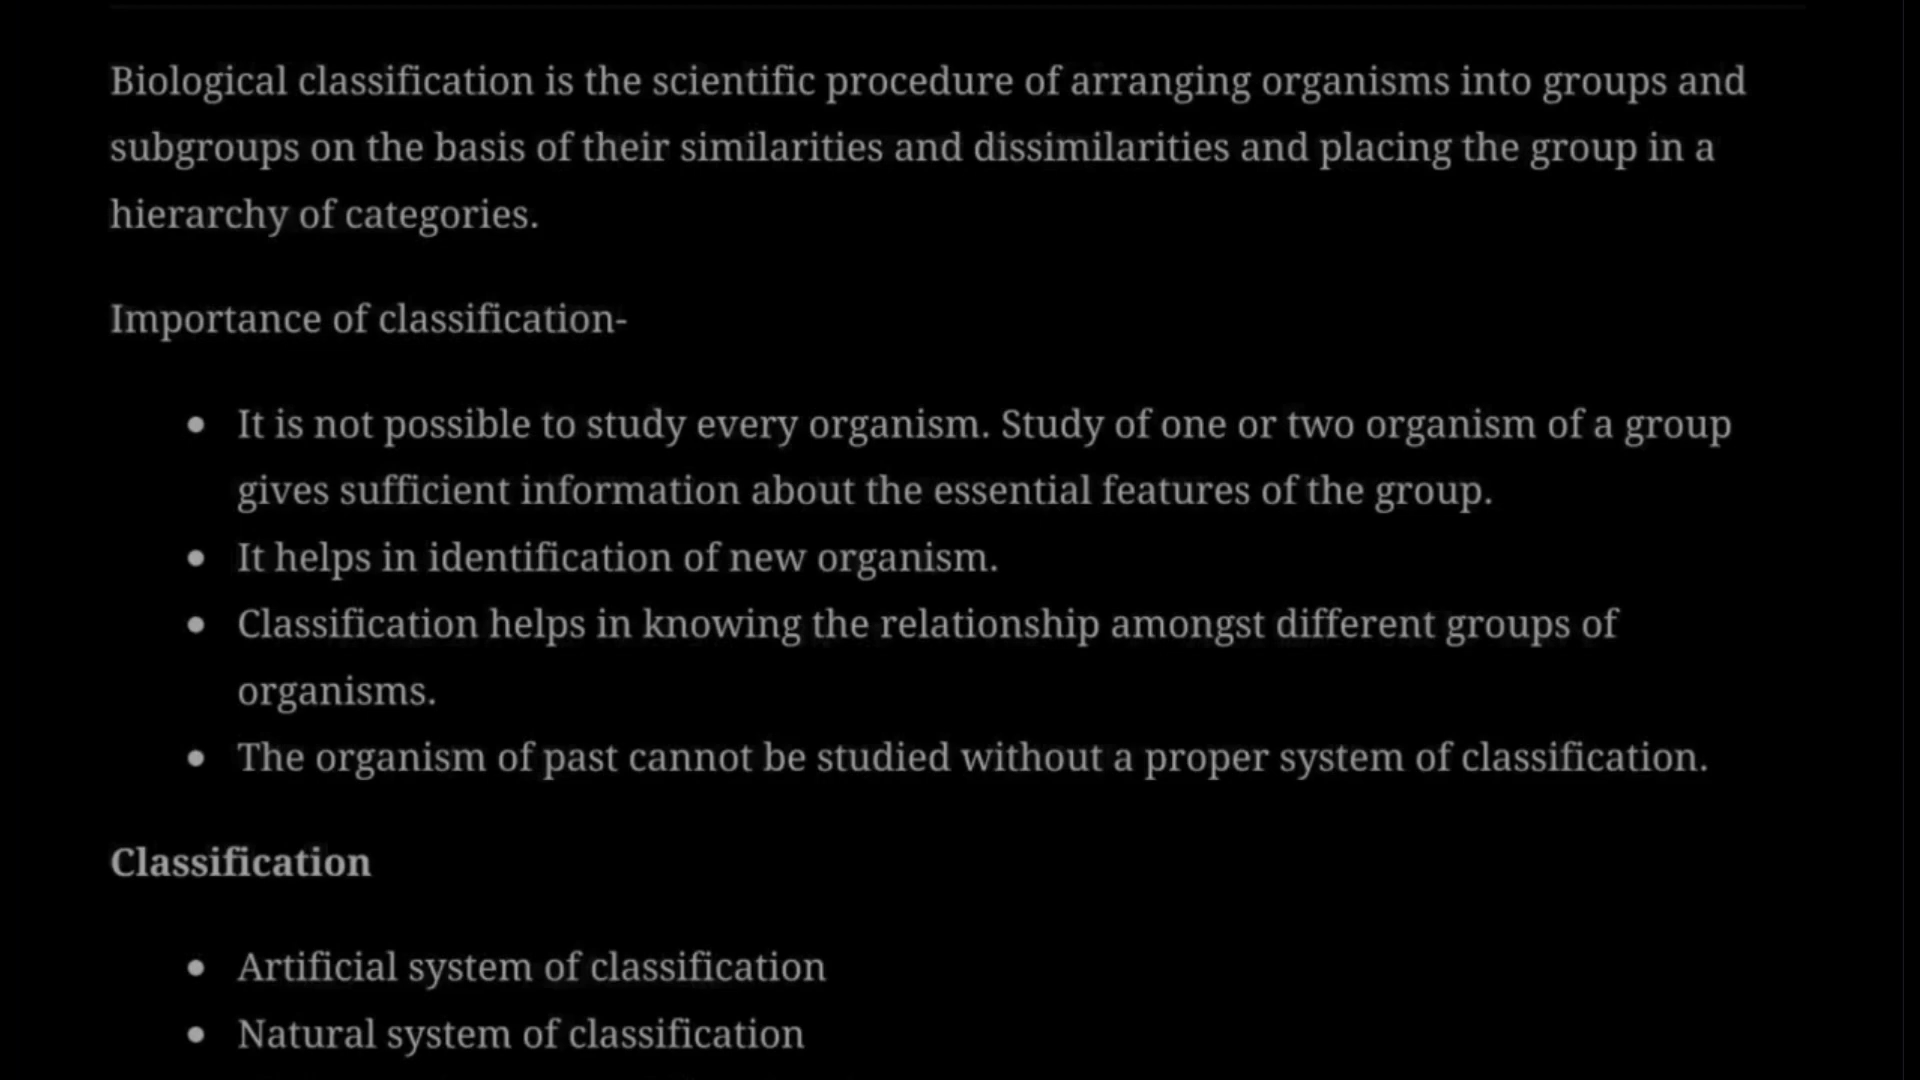 Biological classification is the scientific procedure of arranging organisms into groups and
subgroups on the basis of their similarities and dissimilarities and placing the group in a
hierarchy of categories.
Importance of classification-
• It is not possible to study every organism. Study of one or two organism of a group
gives sufficient information about the essential features of the group.
• It helps in identification of new organism.
• Classification helps in knowing the relationship amongst different groups of
organisms.
• The organism of past cannot be studied without a proper system of classification.
Classification
• Artificial system of classification
• Natural system of classification